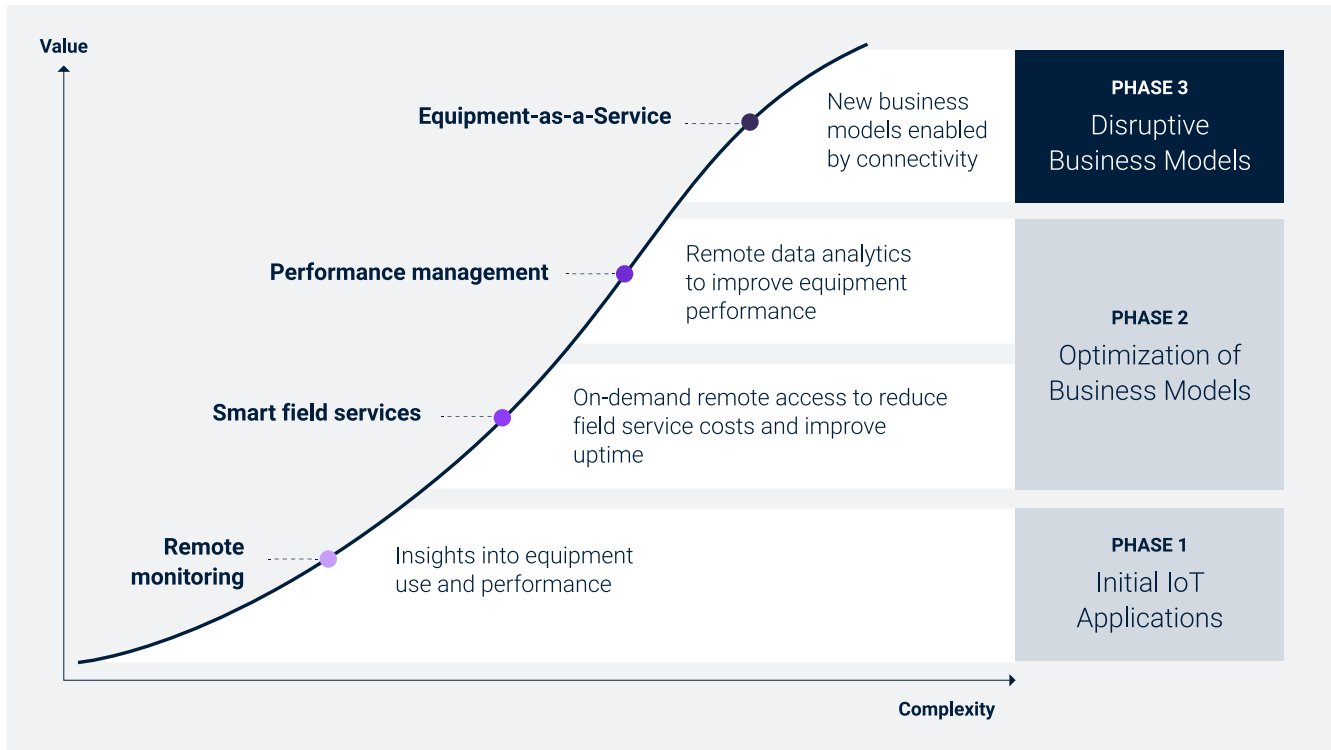 Value
Equipment-as-a-Service
New business
models enabled
by connectivity
PHASE 3
Disruptive
Business Models
Performance management
Remote data analytics
to improve equipment
performance
PHASE 2
Optimization of
Business Models
Smart field services
On-demand remote access to reduce
field service costs and improve
uptime
Remote
monitoring
Insights into equipment
use and performance
PHASE 1
Initial IoT
Applications
Complexity